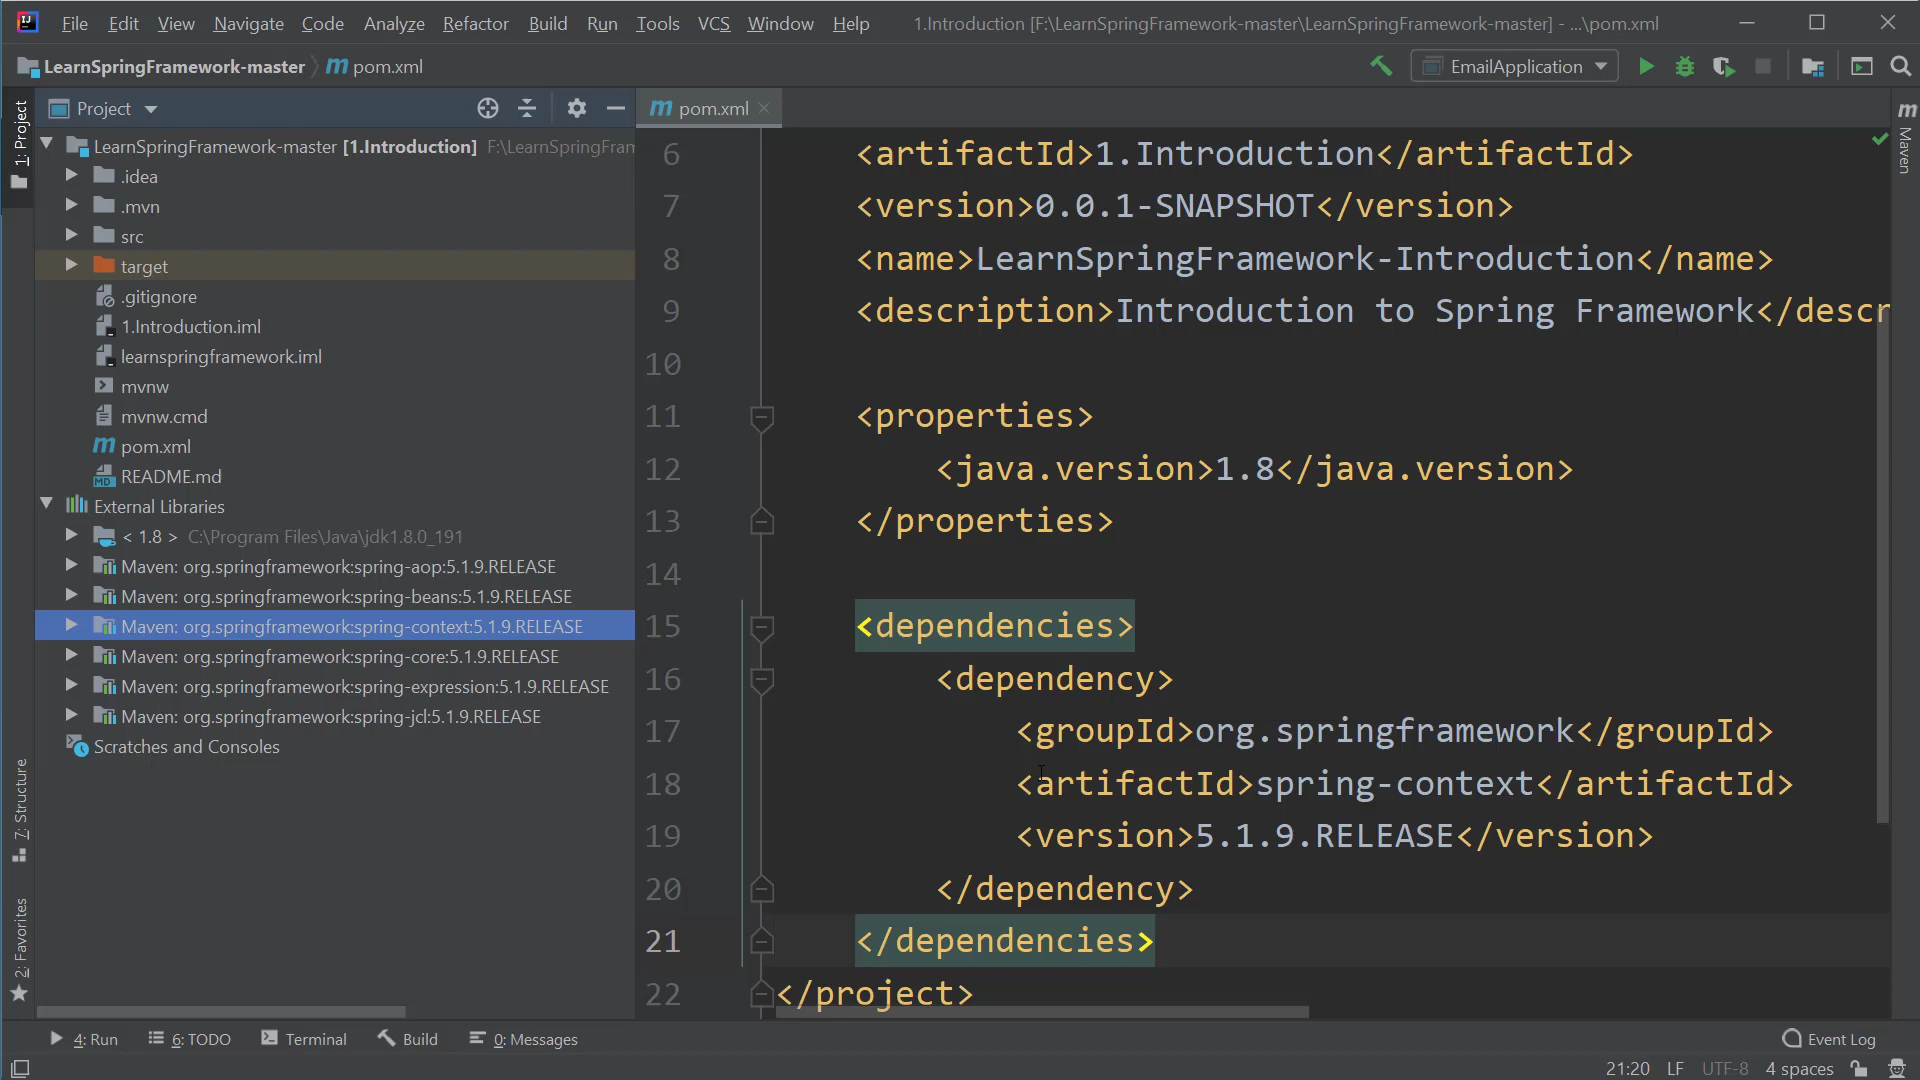 File Edit View Navigate Code Analyze Refactor Build Run Tools VCS Window Help 1.Introduction [F:\LearnSpringFramework-master\LearnSpringFramework-master] - ...\pom.xml
LearnSpringFramework-master pom.xml EmailApplication
1: Project
Project
LearnSpringFramework-master [1.Introduction] F:\LearnSpringFram
.idea
.mvn
src
target
.gitignore
1.Introduction.iml
learnspringframework.iml
mvnw
mvnw.cmd
pom.xml
README.md
External Libraries
< 1.8 > C:\Program Files\Java\jdk1.8.0_191
Maven: org.springframework:spring-aop:5.1.9.RELEASE
Maven: org.springframework:spring-beans:5.1.9.RELEASE
Maven: org.springframework:spring-context:5.1.9.RELEASE
Maven: org.springframework:spring-core:5.1.9.RELEASE
Maven: org.springframework:spring-expression:5.1.9.RELEASE
Maven: org.springframework:spring-jcl:5.1.9.RELEASE
Scratches and Consoles
7: Structure
2: Favorites
pom.xml
6 <artifactId>1.Introduction</artifactId>
7 <version>0.0.1-SNAPSHOT</version>
8 <name>LearnSpringFramework-Introduction</name>
9 <description>Introduction to Spring Framework</descr
10
11 <properties>
12 <java.version>1.8</java.version>
13 </properties>
14
15 <dependencies>
16 <dependency>
17 <groupId>org.springframework</groupId>
18 <artifactId>spring-context</artifactId>
19 <version>5.1.9.RELEASE</version>
20 </dependency>
21 </dependencies>
22 </project>
Maven
4: Run 6: TODO Terminal Build 0: Messages Event Log
21:20 LF UTF-8 4 spaces